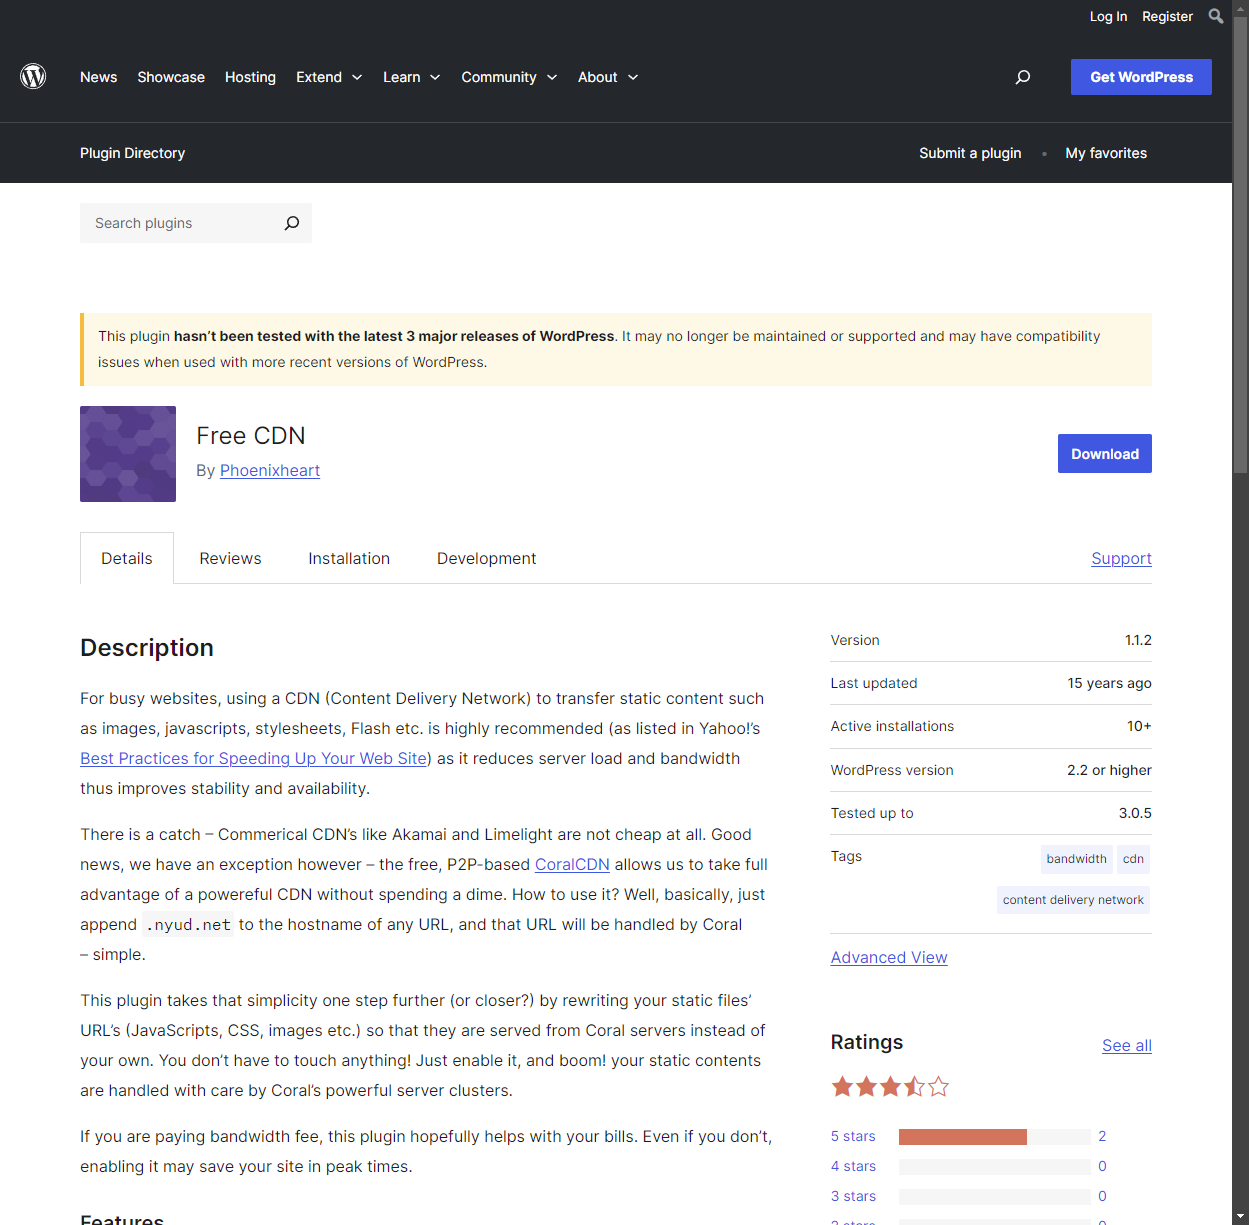 Log In Register
News Showcase Hosting Extend Learn Community About Get WordPress
Plugin Directory Submit a plugin • My favorites
Search plugins
This plugin hasn’t been tested with the latest 3 major releases of WordPress. It may no longer be maintained or supported and may have compatibility
issues when used with more recent versions of WordPress.
Free CDN
By Phoenixheart
Download
Details Reviews Installation Development Support
Description
For busy websites, using a CDN (Content Delivery Network) to transfer static content such
as images, javascripts, stylesheets, Flash etc. is highly recommended (as listed in Yahoo!’s
Best Practices for Speeding Up Your Web Site) as it reduces server load and bandwidth
thus improves stability and availability.
There is a catch – Commerical CDN’s like Akamai and Limelight are not cheap at all. Good
news, we have an exception however – the free, P2P-based CoralCDN allows us to take full
advantage of a powereful CDN without spending a dime. How to use it? Well, basically, just
append .nyud.net to the hostname of any URL, and that URL will be handled by Coral
– simple.
This plugin takes that simplicity one step further (or closer?) by rewriting your static files’
URL’s (JavaScripts, CSS, images etc.) so that they are served from Coral servers instead of
your own. You don’t have to touch anything! Just enable it, and boom! your static contents
are handled with care by Coral’s powerful server clusters.
If you are paying bandwidth fee, this plugin hopefully helps with your bills. Even if you don’t,
enabling it may save your site in peak times.
Features
Version 1.1.2
Last updated 15 years ago
Active installations 10+
WordPress version 2.2 or higher
Tested up to 3.0.5
Tags bandwidth cdn
content delivery network
Advanced View
Ratings See all
5 stars 2
4 stars 0
3 stars 0
2 stars 0